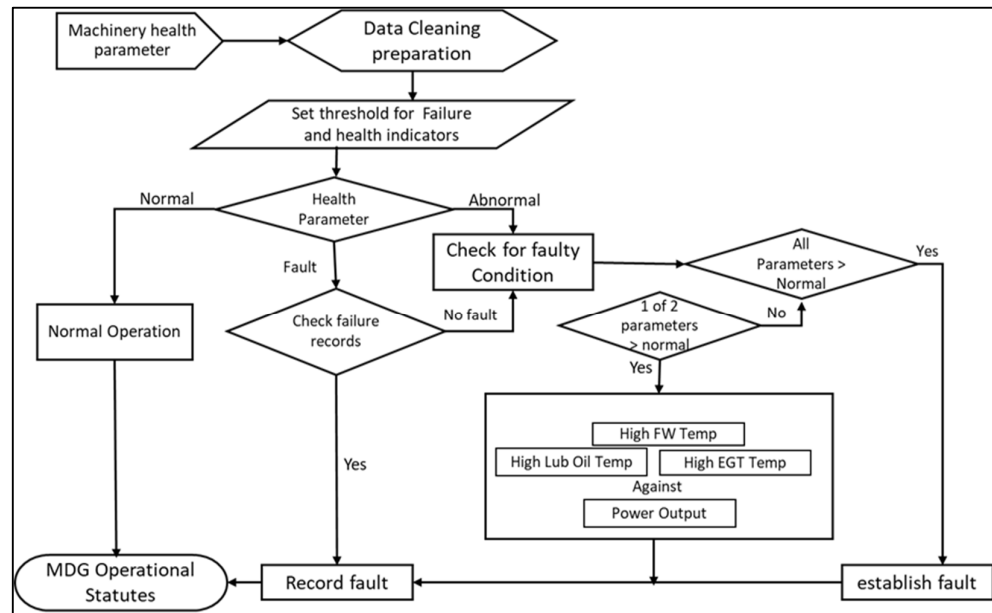 Machinery health
parameter
Data Cleaning
preparation
Set threshold for Failure
and health indicators
Normal
Health
Parameter
Abnormal
Check for faulty
Condition
All
Parameters >
Normal
Yes
Fault
Normal Operation
Check failure
records
No fault
1 of 2
parameters
> normal
No
Yes
High FW Temp
High Lub Oil Temp
High EGT Temp
Against
Power Output
Yes
MDG Operational
Statutes
Record fault
establish fault